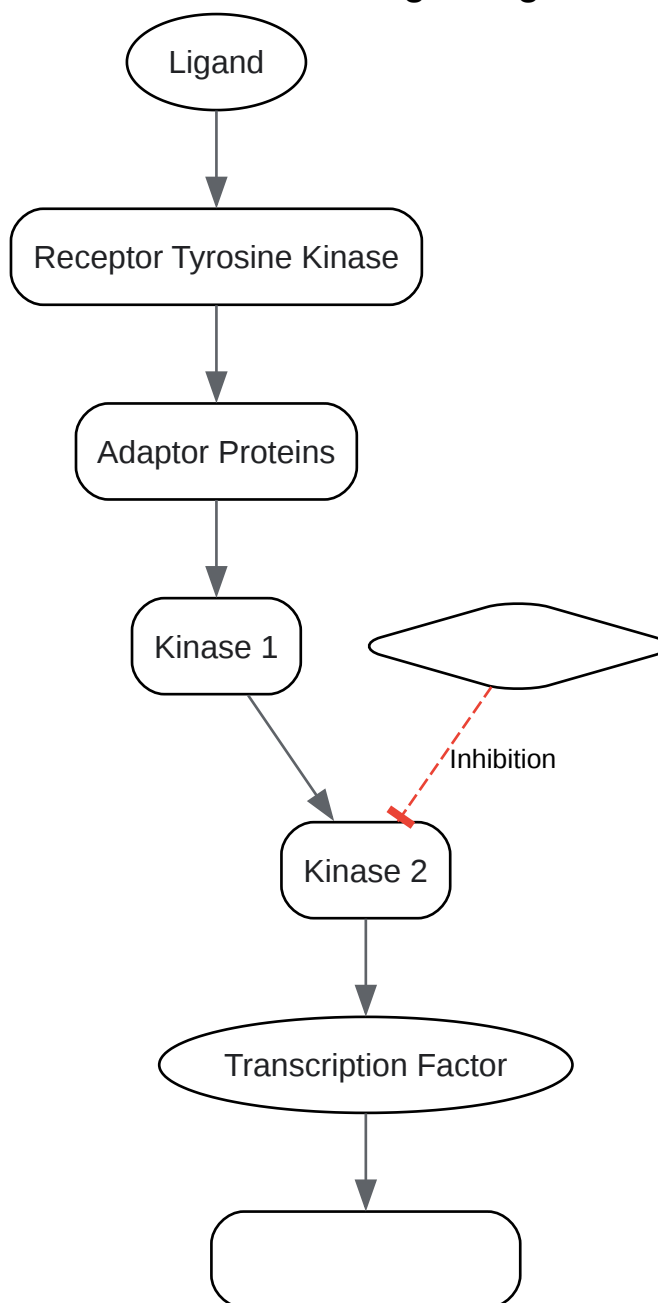 Ligand
Receptor Tyrosine Kinase
Adaptor Proteins
Kinase 1
Inhibition
Kinase 2
Transcription Factor